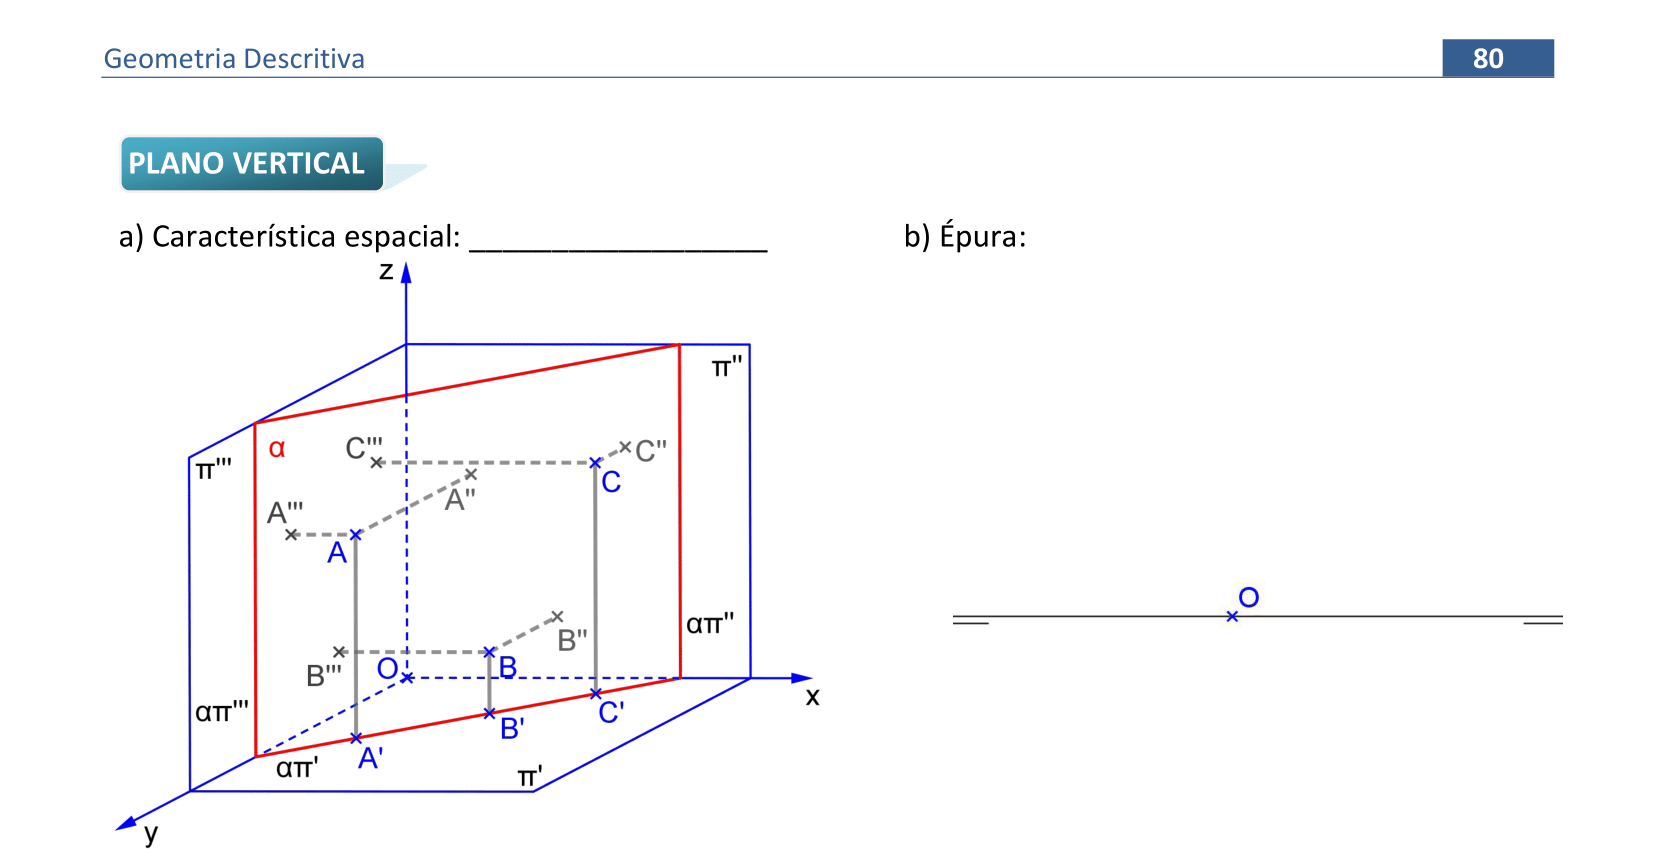 Geometria Descritiva
80
PLANO VERTICAL
a) Característica espacial: ____________________
b) Épura:
z
π''
α
C'''
C''
π'''
C
A''
A'''
A
O
απ''
B''
B'''
O
B
x
απ'''
C'
B'
A'
απ'
π'
y